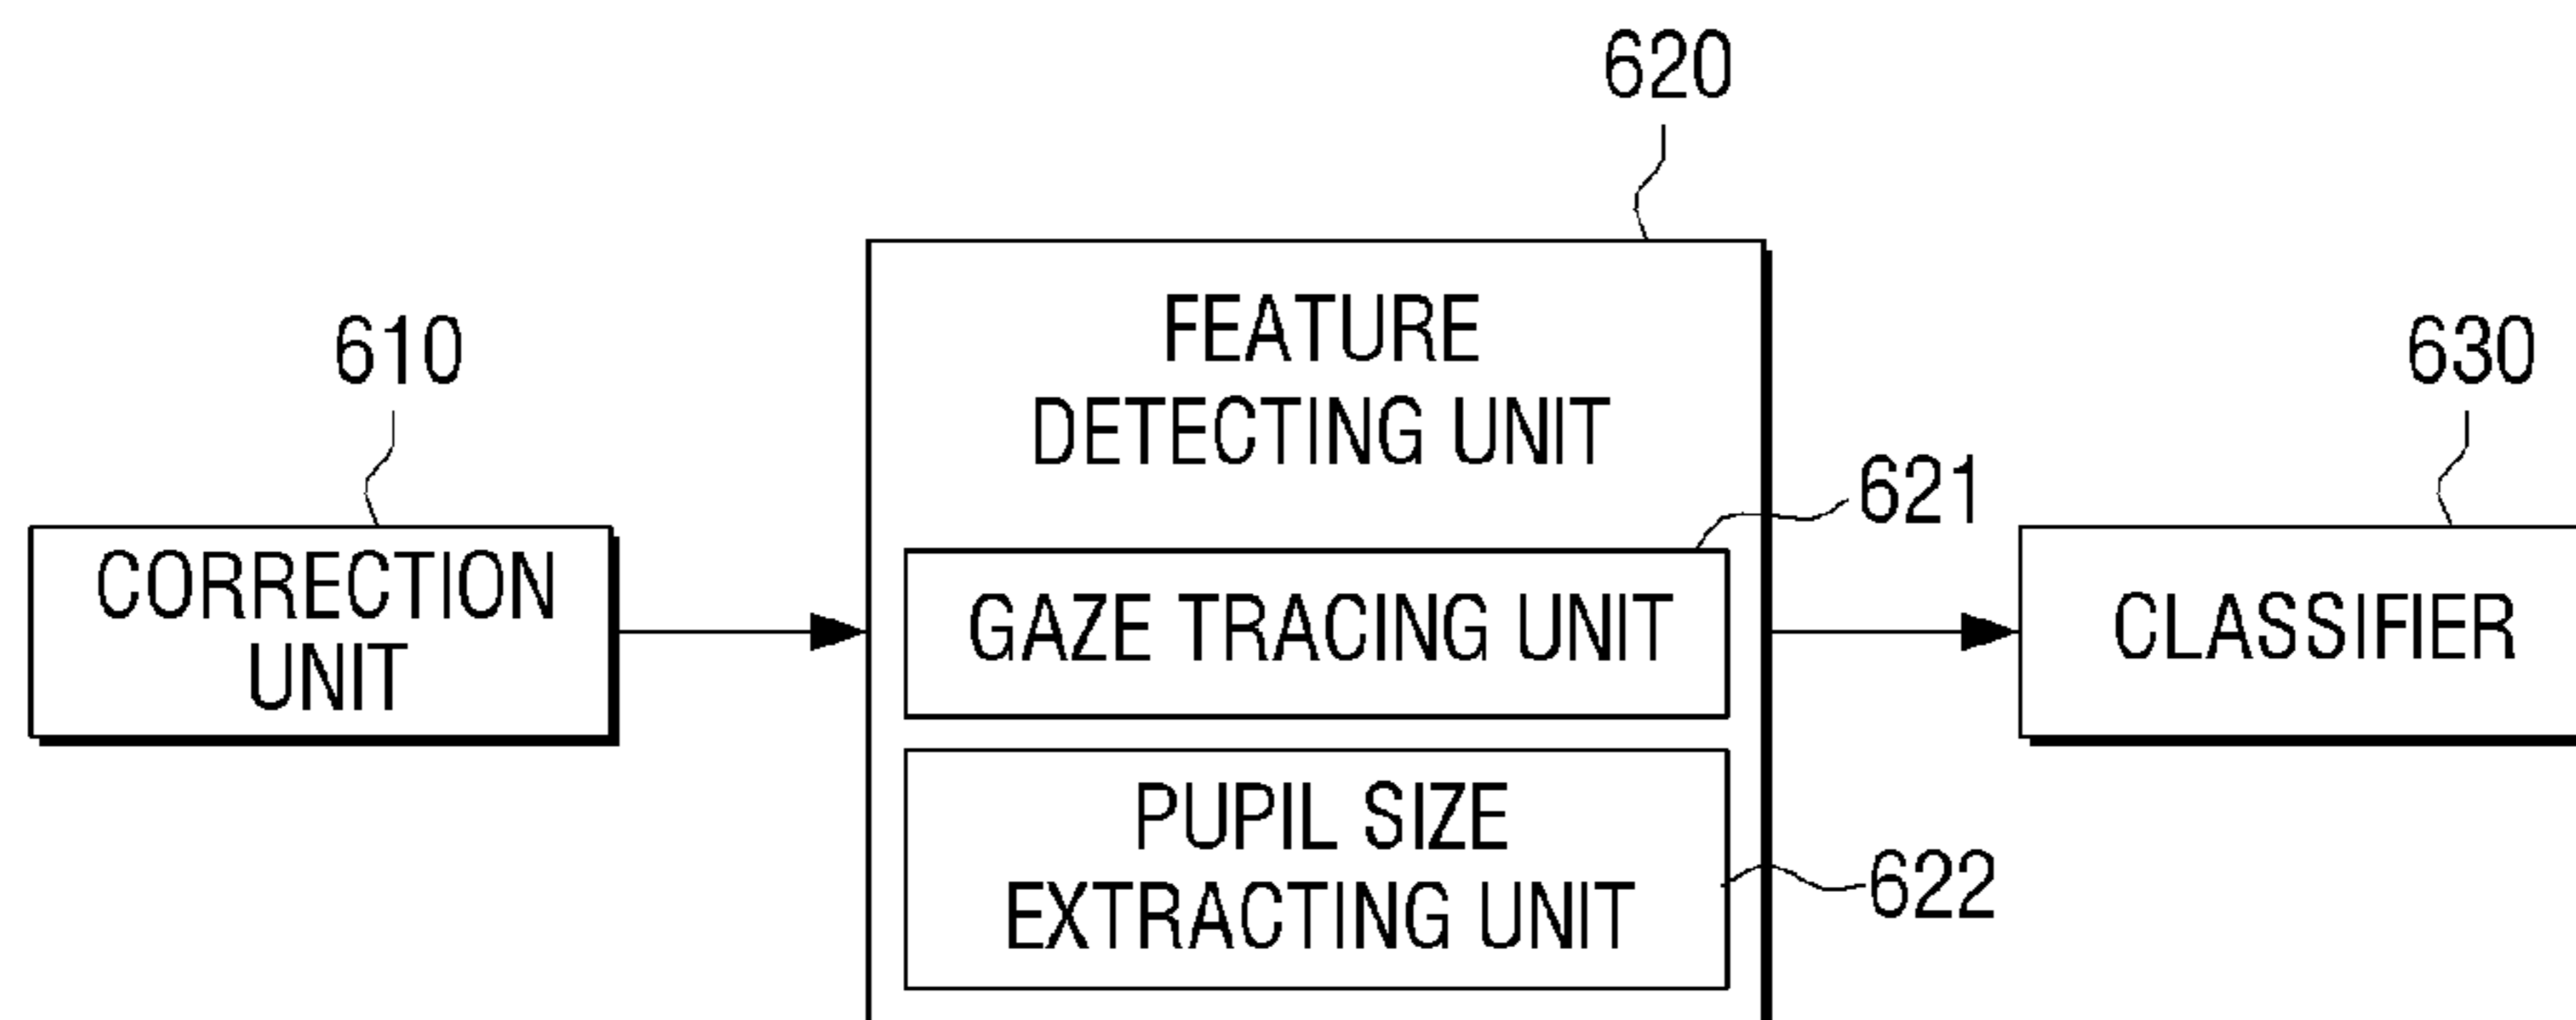 620
610
FEATURE
DETECTING UNIT
630
621
CORRECTION
UNIT
GAZE TRACING UNIT
CLASSIFIER
PUPIL SIZE
EXTRACTING UNIT
622